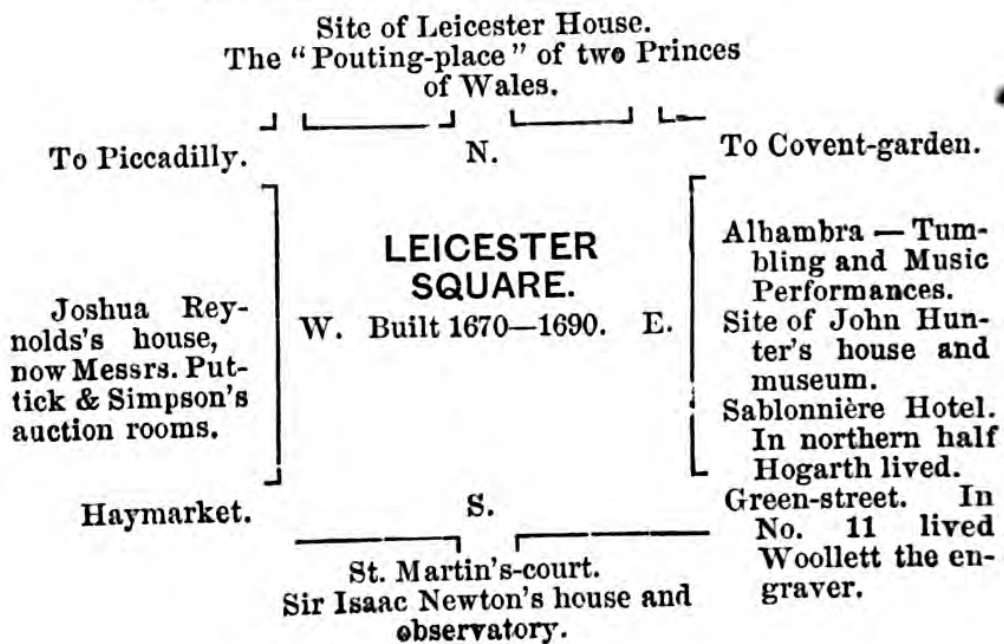 Site of Leicester House.
The "Pouting-place" of two Princes
of Wales.
To Piccadilly.
N.
To Covent-garden.
LEICESTER
SQUARE.
W. Built 1670—1690. E.
Joshua Rey-
nolds's house,
now Messrs. Put-
tick & Simpson's
auction rooms.
Alhambra — Tum-
bling and Music
Performances.
Site of John Hun-
ter's house and
museum.
Sablonnière Hotel.
In northern half
Hogarth lived.
Green-street. In
No. 11 lived
Woollett the en-
graver.
Haymarket.
S.
St. Martin's-court.
Sir Isaac Newton's house and
observatory.